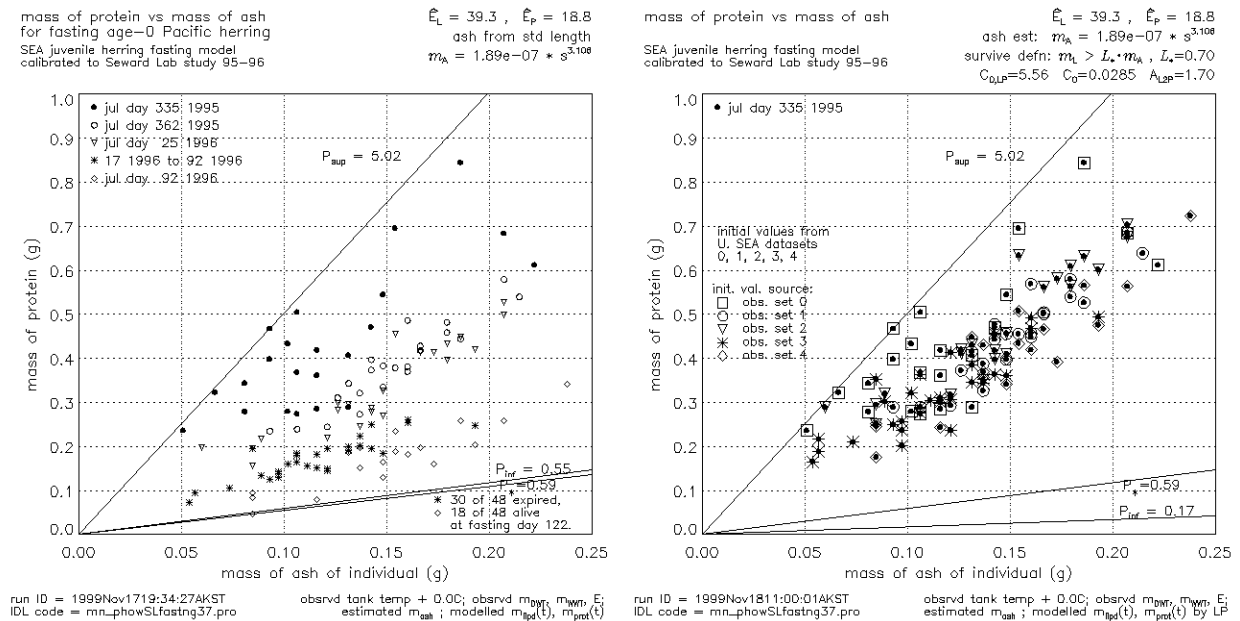 mass of protein vs mass of ash
for fasting age-0 Pacific herring
SEA juvenile herring fasting model
calibrated to Seward Lab study 95-96
Ê_L = 39.3 , Ê_P = 18.8
ash from std length
m_A = 1.89e-07 * s^3.108
jul day 335 1995
jul day 362 1995
jul day 25 1996
17 1996 to 92 1996
jul day 92 1996
P_sup = 5.02
P_inf = 0.55
P_* = 0.59
30 of 48 expired,
18 of 48 alive
at fasting day 122.
mass of protein (g)
1.0
0.9
0.8
0.7
0.6
0.5
0.4
0.3
0.2
0.1
0.0
0.00 0.05 0.10 0.15 0.20 0.25
mass of ash of individual (g)
run ID = 1999Nov1719:34:27AKST
IDL code = mn_phowSLfastng37.pro
obsrvd tank temp + 0.0C; obsrvd m_DWT, m_WWT, E;
estimated m_ash ; modelled m_flpd(t), m_prot(t)
mass of protein vs mass of ash
SEA juvenile herring fasting model
calibrated to Seward Lab study 95-96
Ê_L = 39.3 , Ê_P = 18.8
ash est: m_A = 1.89e-07 * s^3.108
survive defn: m_L > L_* · m_A , L_*=0.70
C_0,LP=5.56 C_0=0.0285 A_L2P=1.70
jul day 335 1995
P_sup = 5.02
initial values from
U. SEA datasets
0, 1, 2, 3, 4
init. val. source:
obs. set 0
obs. set 1
obs. set 2
obs. set 3
obs. set 4
P_* = 0.59
P_inf = 0.17
mass of protein (g)
1.0
0.9
0.8
0.7
0.6
0.5
0.4
0.3
0.2
0.1
0.0
0.00 0.05 0.10 0.15 0.20 0.25
mass of ash of individual (g)
run ID = 1999Nov1811:00:01AKST
IDL code = mn_phowSLfastng37.pro
obsrvd tank temp + 0.0C; obsrvd m_DWT, m_WWT, E;
estimated m_ash ; modelled m_flpd(t), m_prot(t) by LP